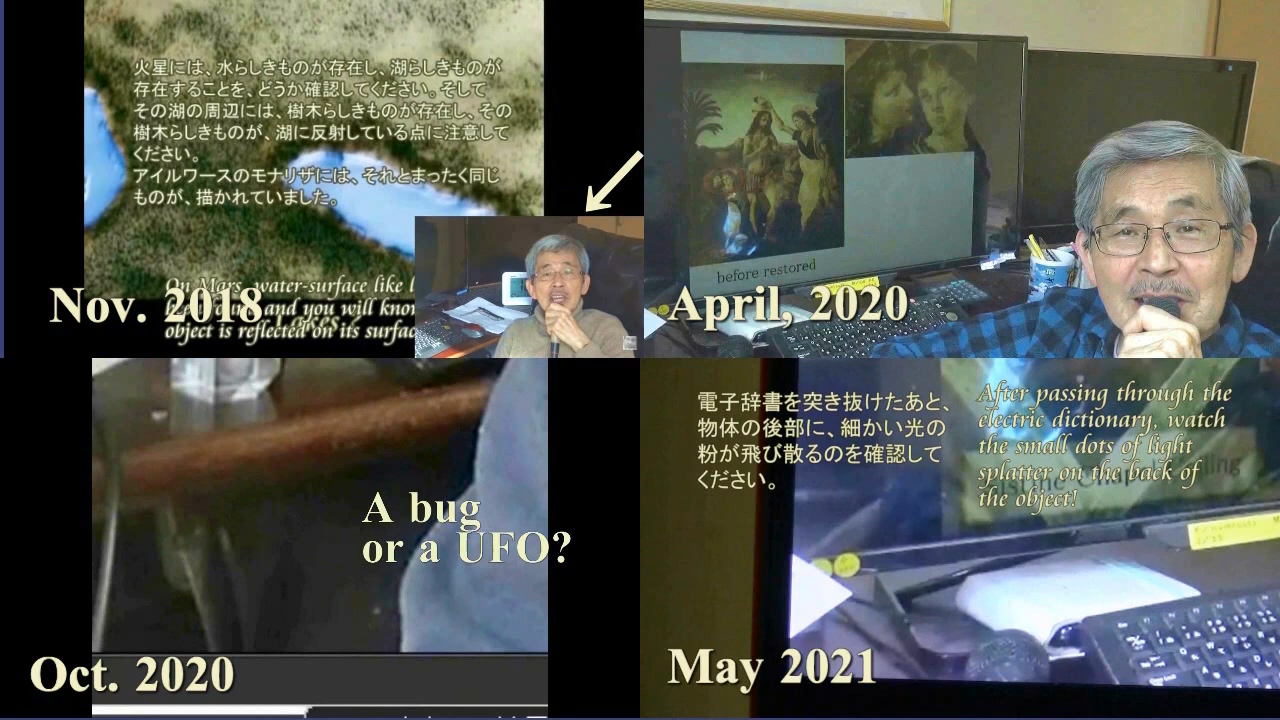 火星には、水らしきものが存在し、湖らしきものが
存在することを、どうか確認してください。そして
その湖の周辺には、樹木らしきものが存在し、その
樹木らしきものが、湖に反射している点に注意して
ください。
アイルワースのモナリザには、それとまったく同じ
ものが、描かれていました。
On Mars, water-surface like
and you will know
object is reflected on its surface
Nov. 2018
before restored
April, 2020
A bug
or a UFO?
Oct. 2020
電子辞書を突き抜けたあと、
物体の後部に、細かい光の
粉が飛び散るのを確認して
ください。
After passing through the
electric dictionary, watch
the small dots of light
splatter on the back of
the object!
May 2021